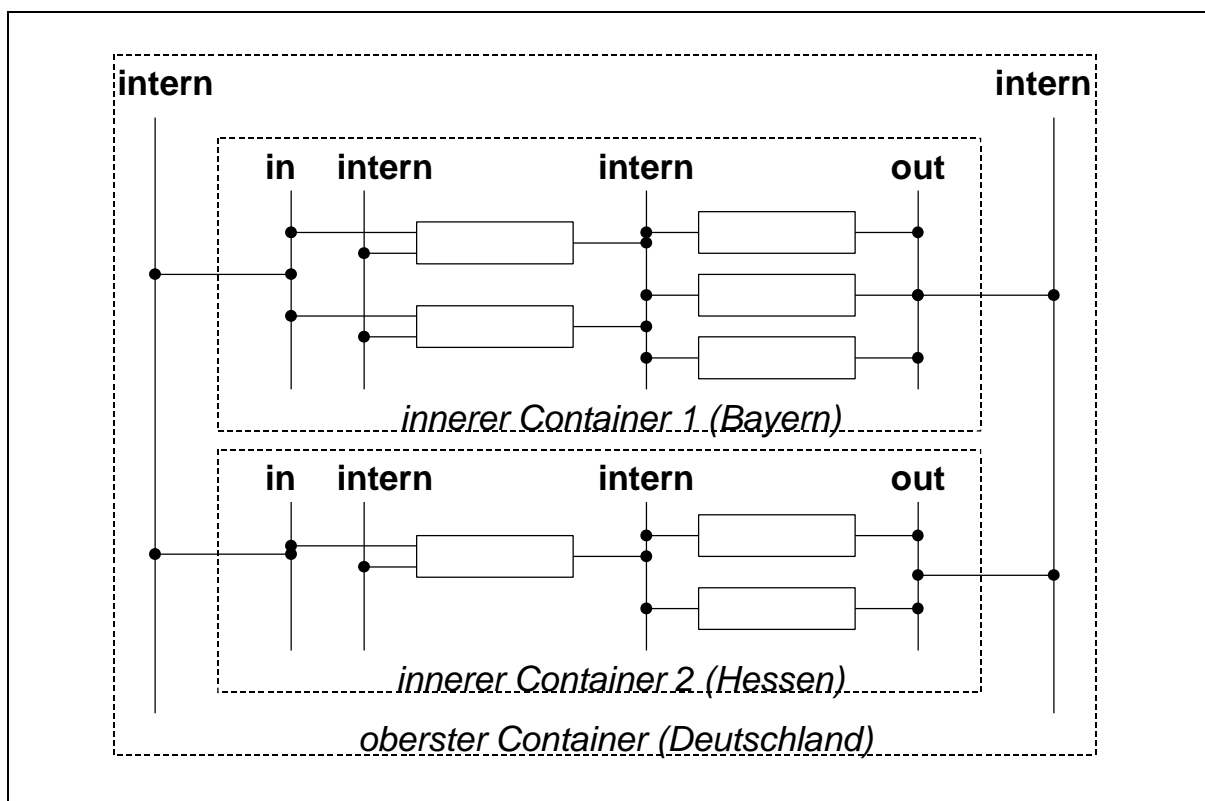 intern intern
in intern intern out
innerer Container 1 (Bayern)
in intern intern out
innerer Container 2 (Hessen)
oberster Container (Deutschland)